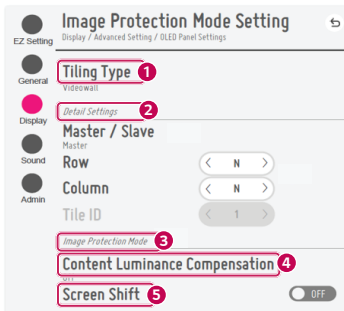 Image Protection Mode Setting
Display / Advanced Setting / OLED Panel Settings
EZ Setting
General
Display
Sound
Admin
Tiling Type 1
Videowall
Detail Settings 2
Master / Slave
Master
Row < N >
Column < N >
Tile ID < 1 >
Image Protection Mode 3
Content Luminance Compensation 4
Off
Screen Shift 5 OFF